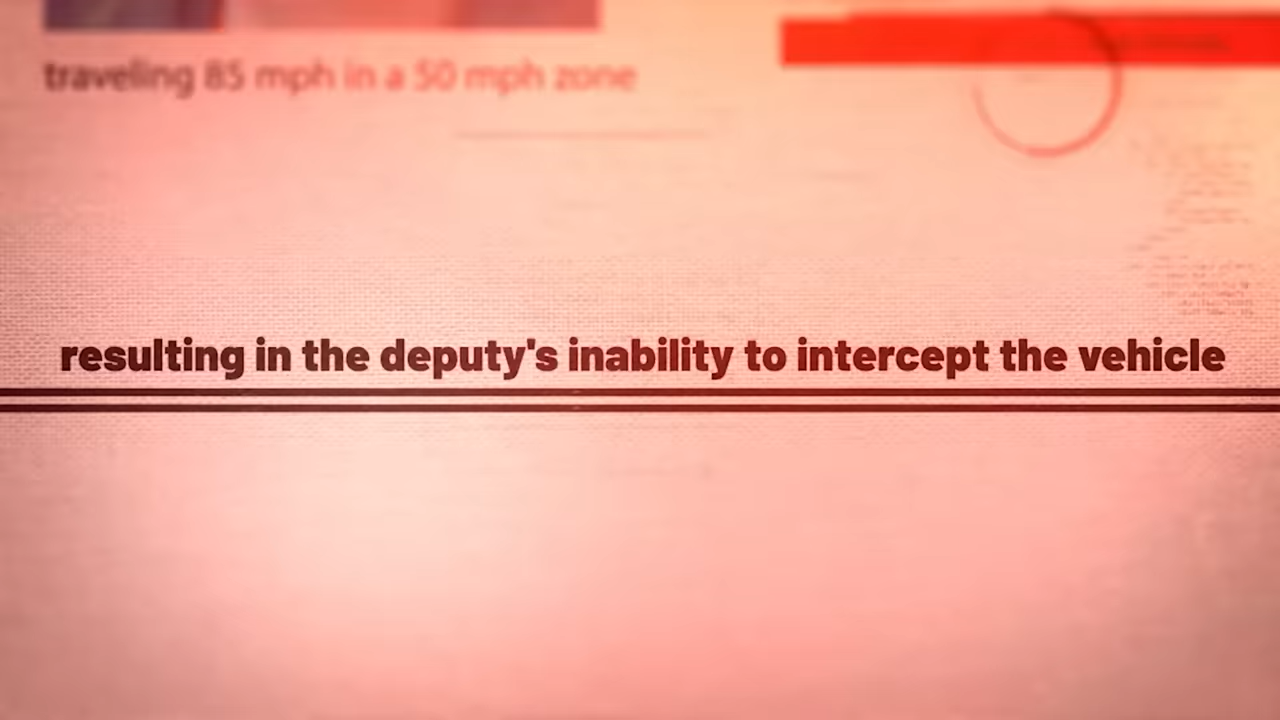 traveling 85 mph in a 50 mph zone
resulting in the deputy's inability to intercept the vehicle